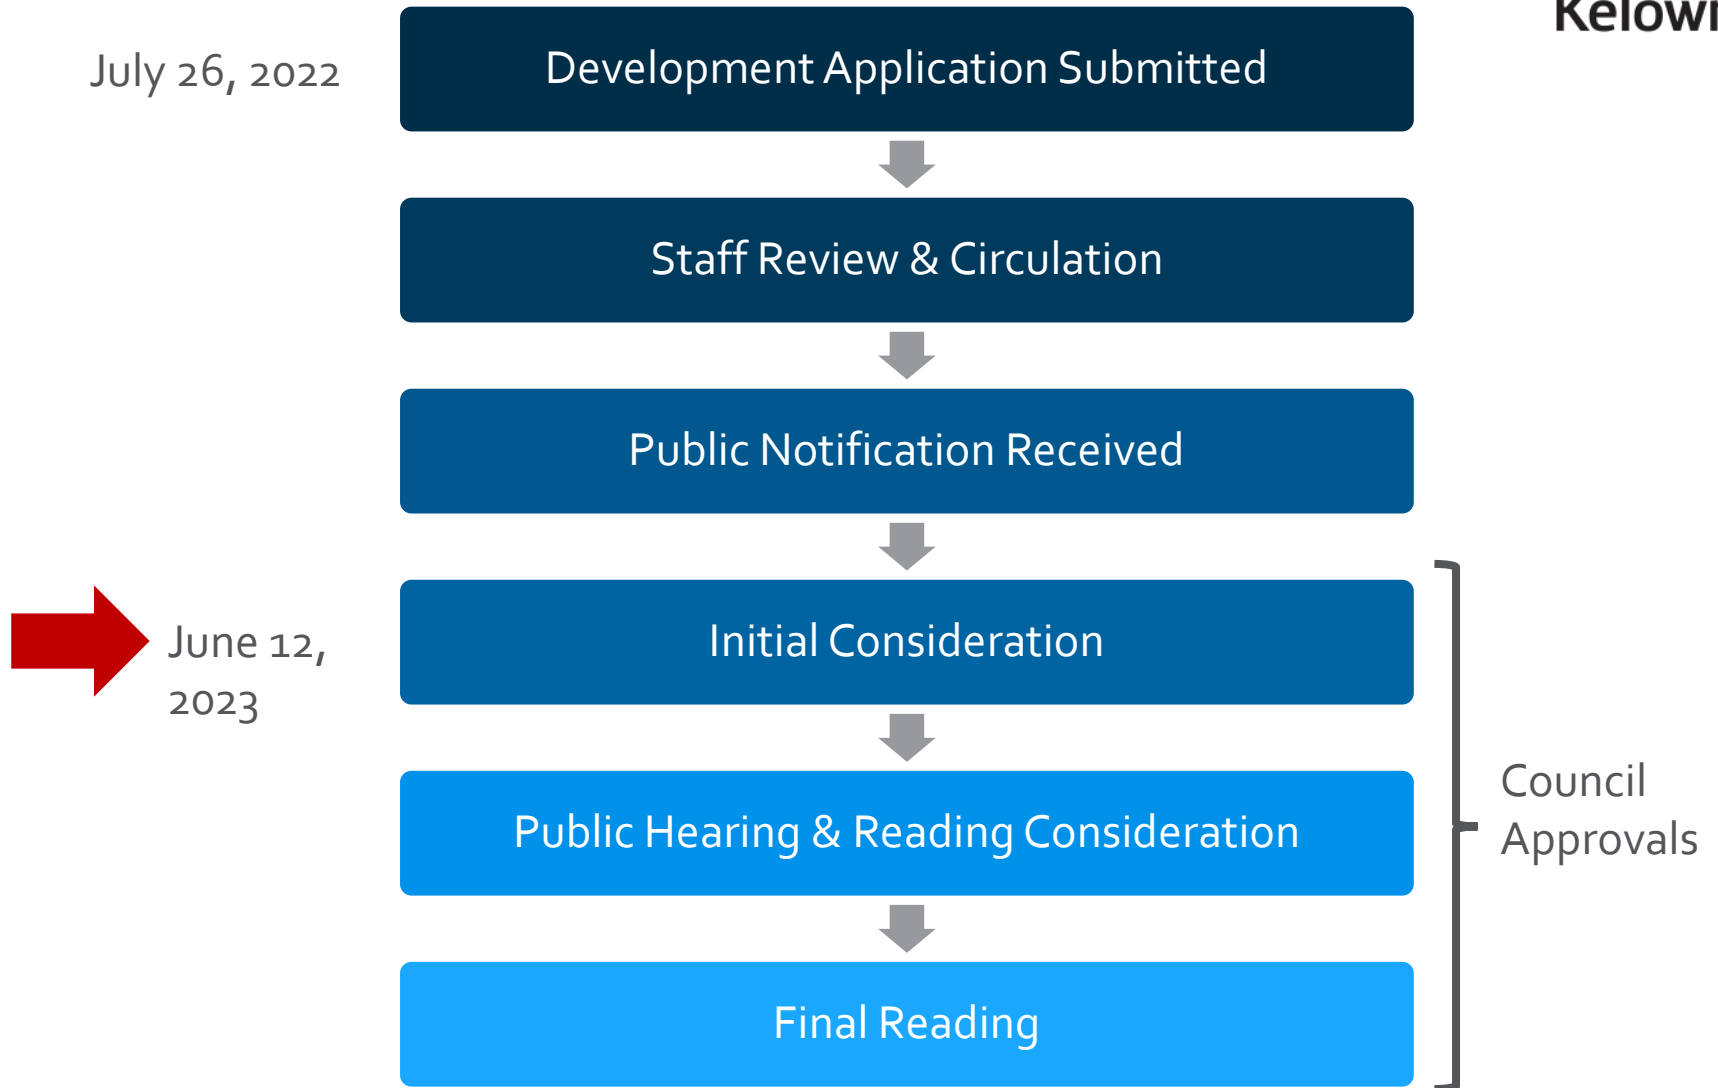 July 26, 2022
Development Application Submitted
Staff Review & Circulation
Public Notification Received
June 12,
2023
Initial Consideration
Public Hearing & Reading Consideration
Council
Approvals
Final Reading